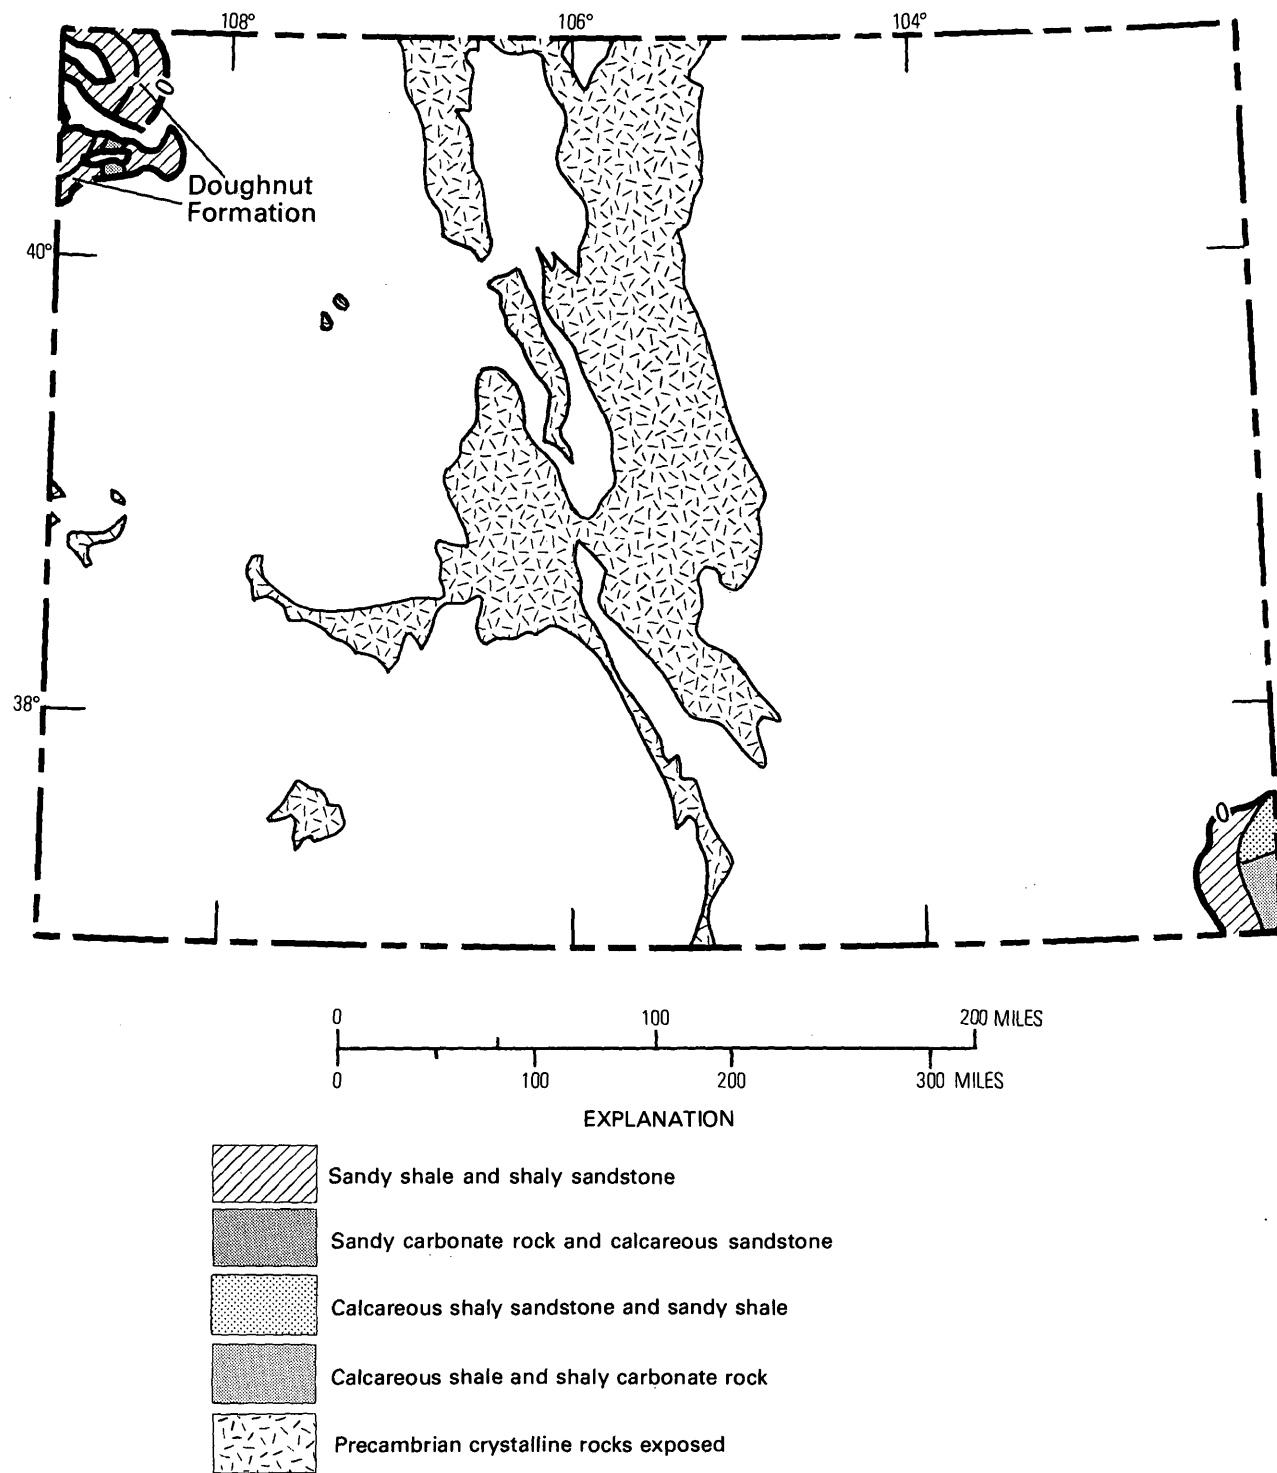 108°
106°
104°
0
Doughnut
Formation
40°
38°
0
0 100 200 MILES
0 100 200 300 MILES
EXPLANATION
Sandy shale and shaly sandstone
Sandy carbonate rock and calcareous sandstone
Calcareous shaly sandstone and sandy shale
Calcareous shale and shaly carbonate rock
Precambrian crystalline rocks exposed